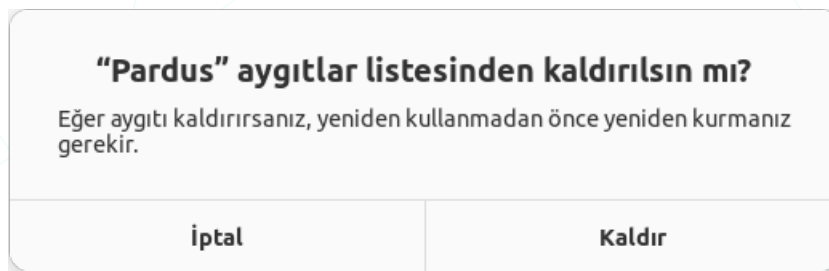 “Pardus” aygıtlar listesinden kaldırılsın mı?
Eğer aygıtı kaldırırsanız, yeniden kullanmadan önce yeniden kurmanız
gerekir.
İptal
Kaldır